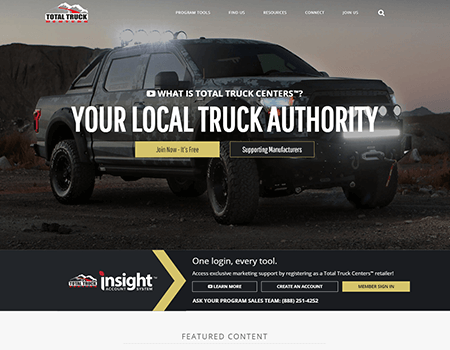 TOTAL TRUCK
CENTERS
PROGRAM TOOLS FIND US RESOURCES CONNECT JOIN US
WHAT IS TOTAL TRUCK CENTERS™?
YOUR LOCAL TRUCK AUTHORITY
Join Now - It's Free Supporting Manufacturers
TOTAL TRUCK
insight™
ACCOUNT SYSTEM
One login, every tool.
Access exclusive marketing support by registering as a Total Truck Centers™ retailer!
LEARN MORE CREATE AN ACCOUNT MEMBER SIGN IN
ASK YOUR PROGRAM SALES TEAM: (888) 251-4252
FEATURED CONTENT